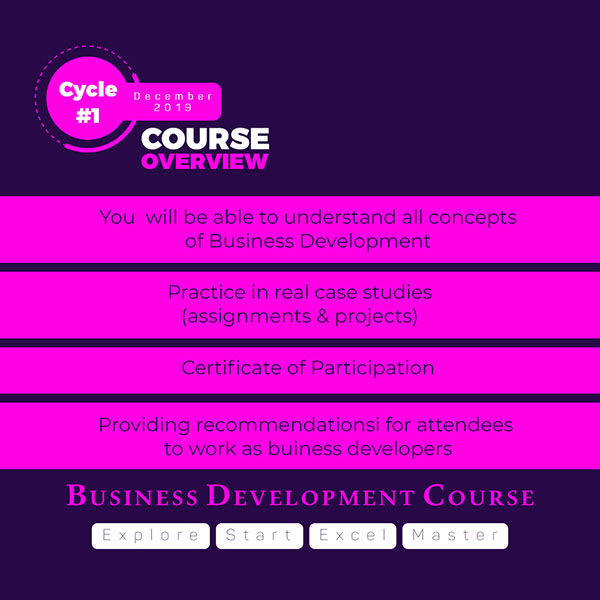 Cycle
#1
December
2019
COURSE
OVERVIEW
You  will be able to understand all concepts
of Business Development
Practice in real case studies
(assignments & projects)
Certificate of Participation
Providing recommendationsi for attendees
to work as buiness developers
BUSINESS DEVELOPMENT COURSE
Explore Start Excel Master